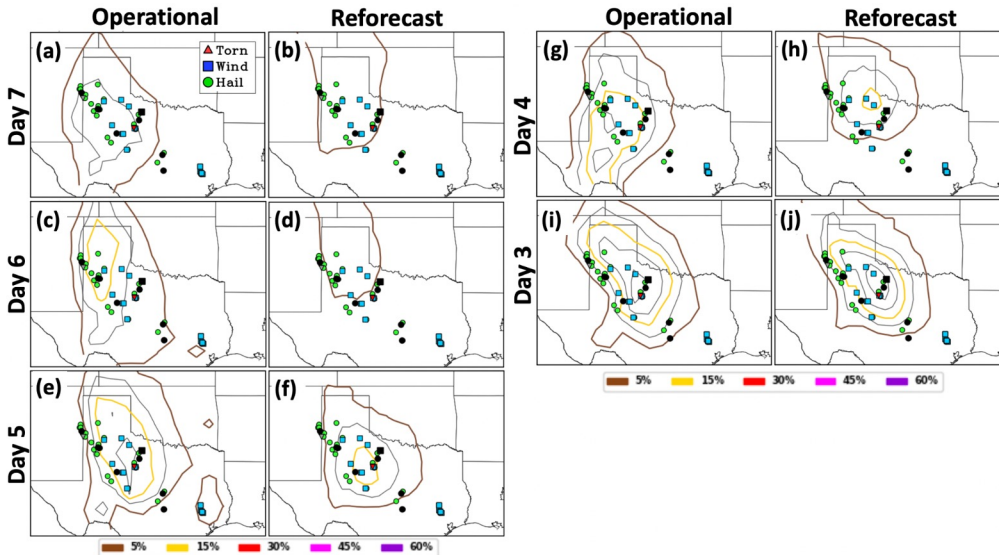 Operational Reforecast
(a) (b)
Torn
Wind
Hail
Day 7
(c) (d)
Day 6
(e) (f)
Day 5
5% 15% 30% 45% 60%
Operational Reforecast
(g) (h)
Day 4
(i) (j)
Day 3
5% 15% 30% 45% 60%